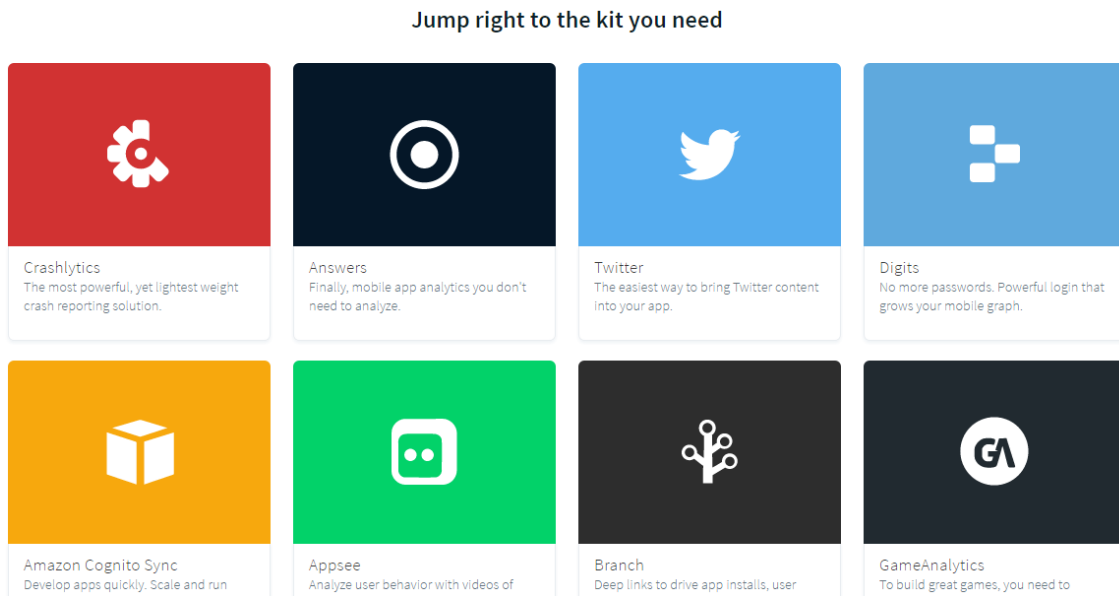 Jump right to the kit you need
Crashlytics
The most powerful, yet lightest weight
crash reporting solution.
Answers
Finally, mobile app analytics you don't
need to analyze.
Twitter
The easiest way to bring Twitter content
into your app.
Digits
No more passwords. Powerful login that
grows your mobile graph.
GA
Amazon Cognito Sync
Develop apps quickly. Scale and run
Appsee
Analyze user behavior with videos of
Branch
Deep links to drive app installs, user
GameAnalytics
To build great games, you need to